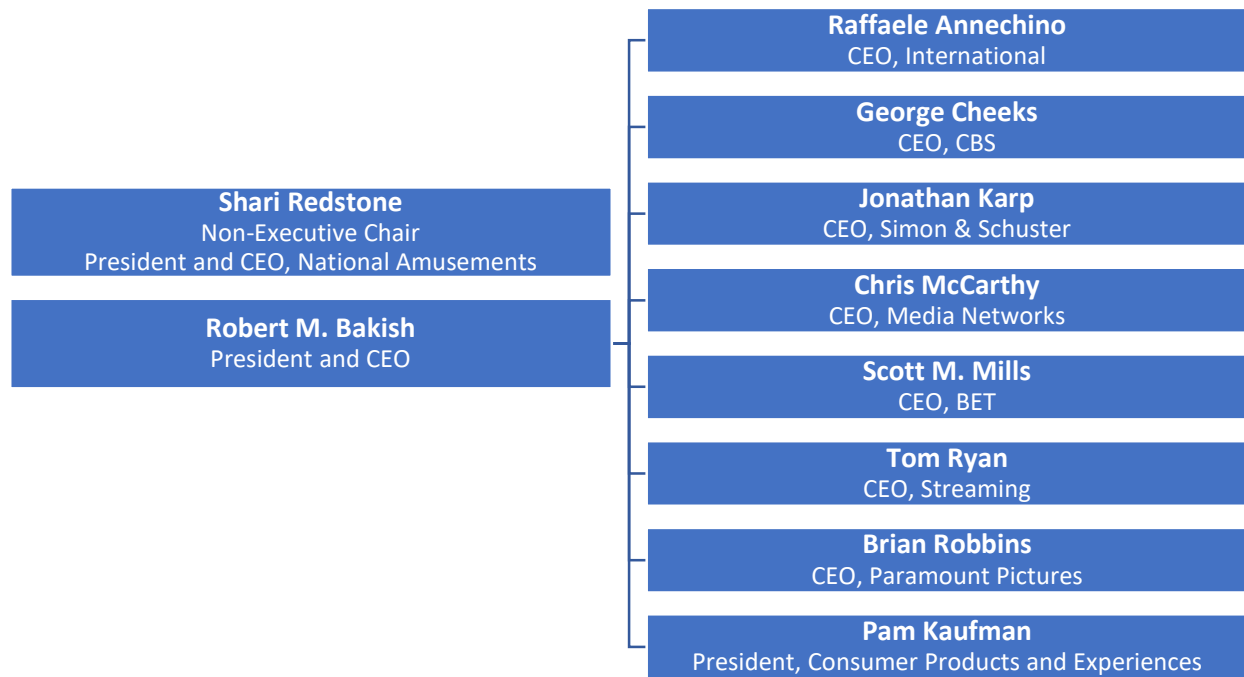 Shari Redstone
Non-Executive Chair
President and CEO, National Amusements
Robert M. Bakish
President and CEO
Raffaele Annechino
CEO, International
George Cheeks
CEO, CBS
Jonathan Karp
CEO, Simon & Schuster
Chris McCarthy
CEO, Media Networks
Scott M. Mills
CEO, BET
Tom Ryan
CEO, Streaming
Brian Robbins
CEO, Paramount Pictures
Pam Kaufman
President, Consumer Products and Experiences